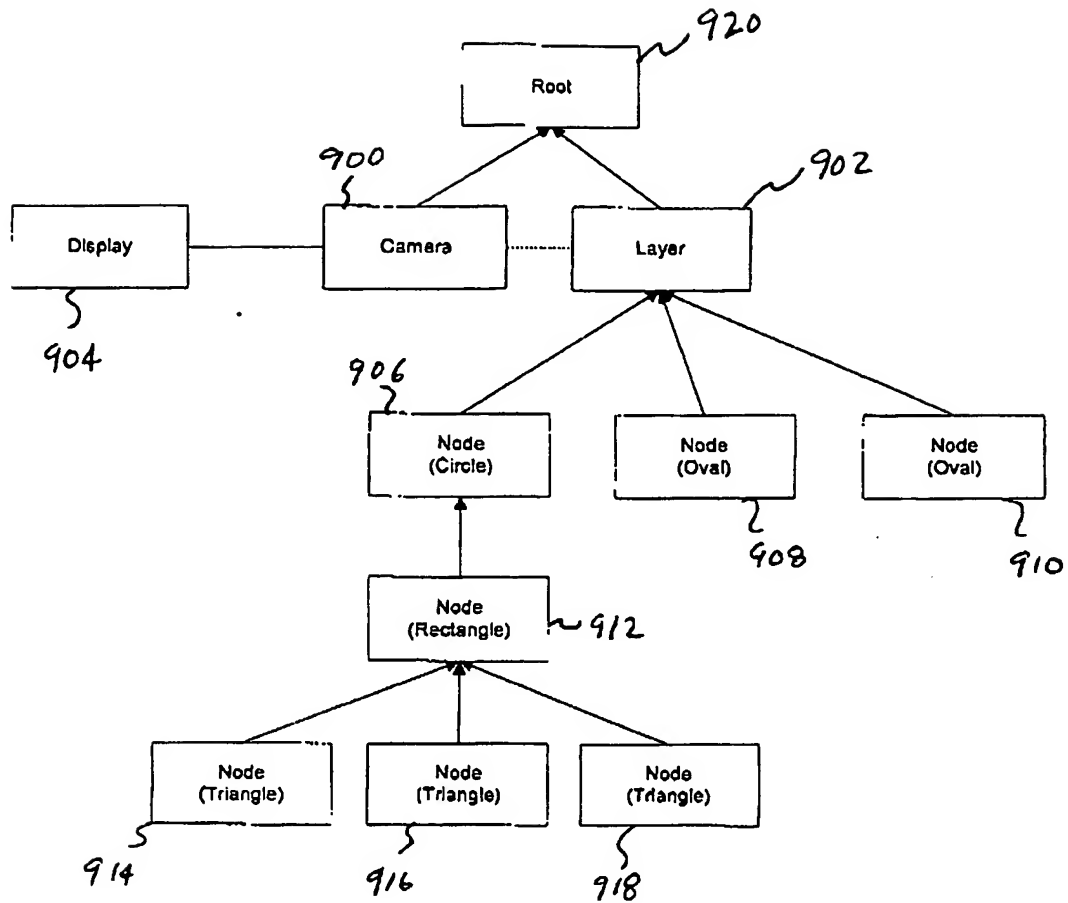 920
Root
900
902
Display
Camera
Layer
904
906
Node
(Circle)
Node
(Oval)
Node
(Oval)
908
910
Node
(Rectangle)
912
Node
(Triangle)
Node
(Triangle)
Node
(Triangle)
914
916
918